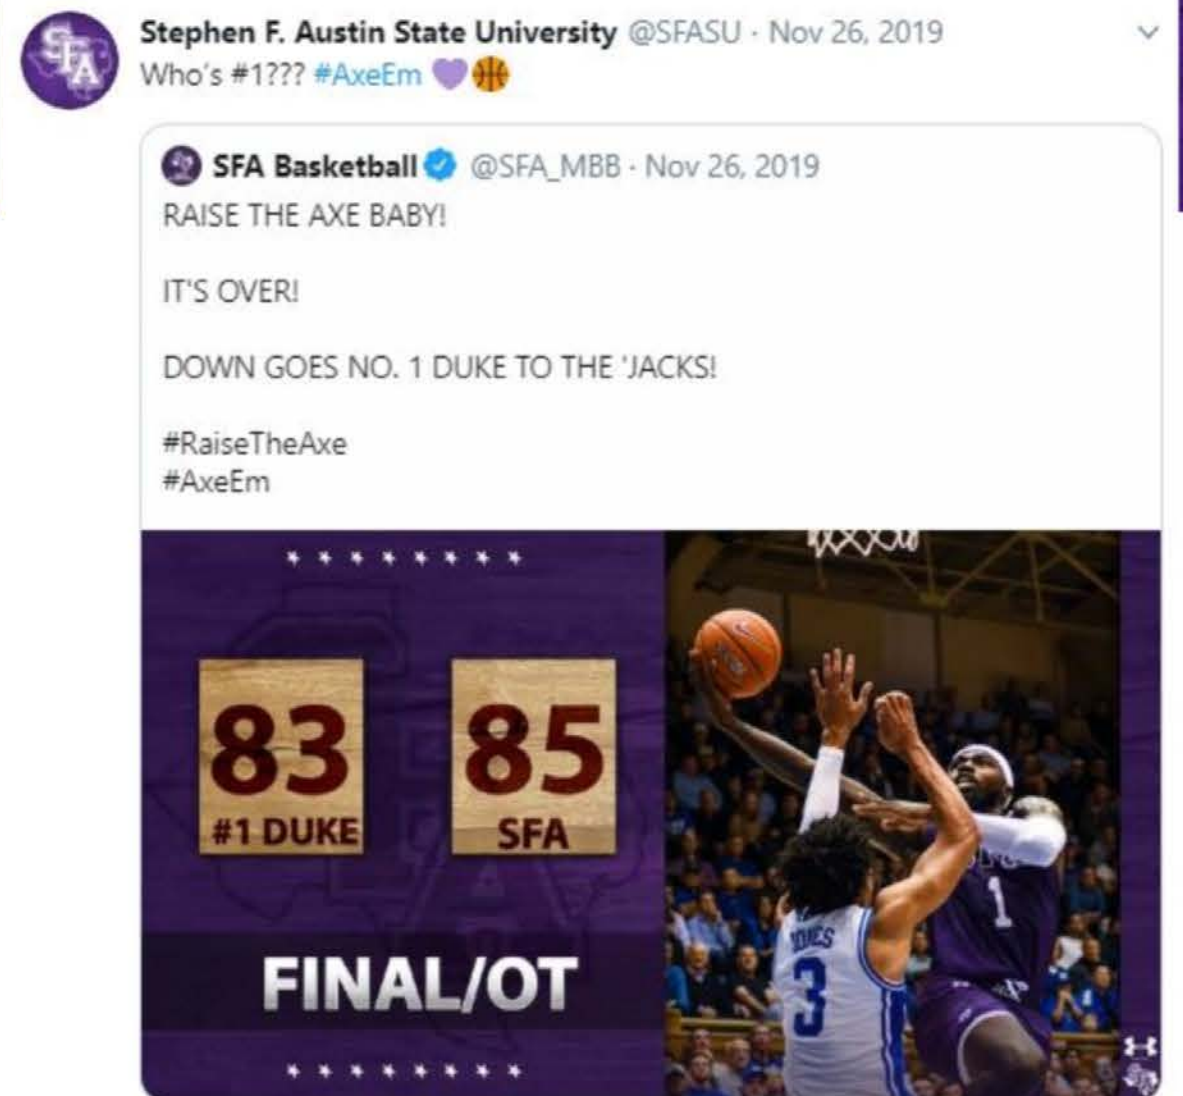 Stephen F. Austin State University @SFASU · Nov 26, 2019
Who's #1??? #AxeEm
SFA Basketball @SFA_MBB · Nov 26, 2019
RAISE THE AXE BABY!
IT'S OVER!
DOWN GOES NO. 1 DUKE TO THE 'JACKS!
#RaiseTheAxe
#AxeEm
83
#1 DUKE
85
SFA
FINAL/OT
JONES
3
1
SFA